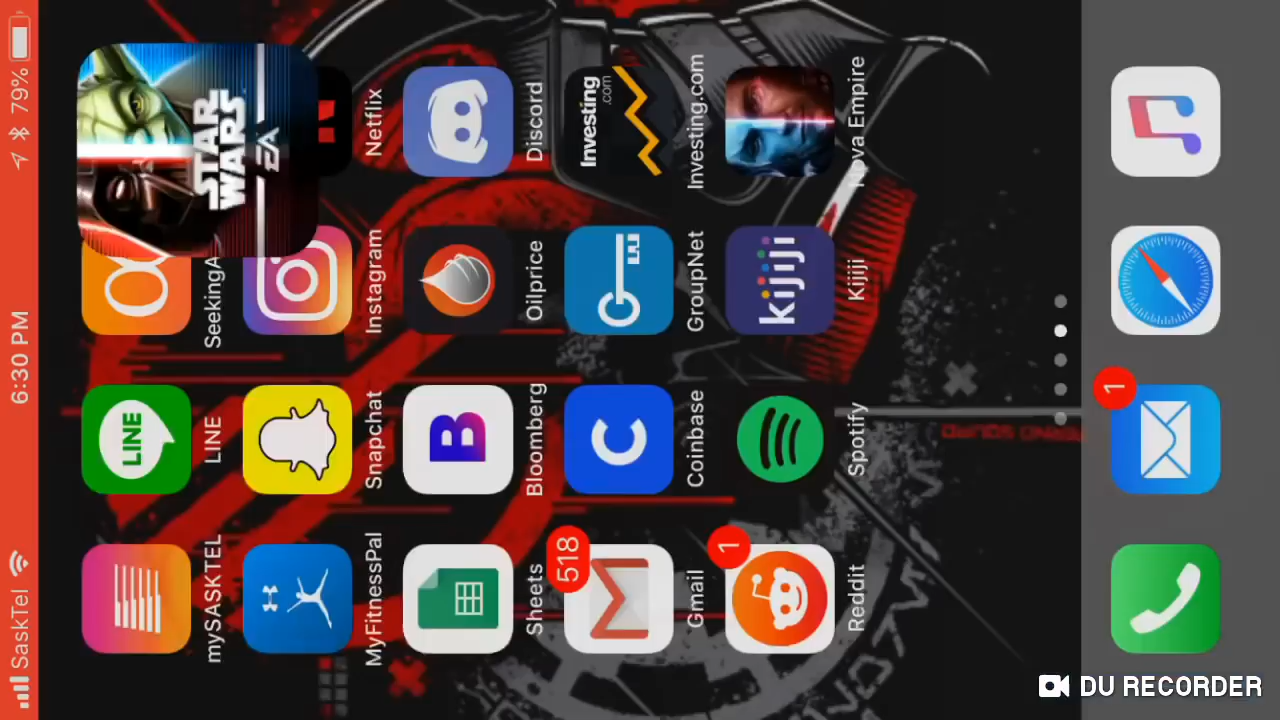 SaskTel 6:30 PM 79%
mySASKTEL LINE SeekingA
LINE
STAR
WARS
EA
MyFitnessPal Snapchat Instagram Netflix
B
Sheets Bloomberg Oilprice Discord
518
C
Investing
.com
Gmail Coinbase GroupNet Investing.com
1
kijiji
Reddit Spotify Kijiji Nova Empire
1
DU RECORDER